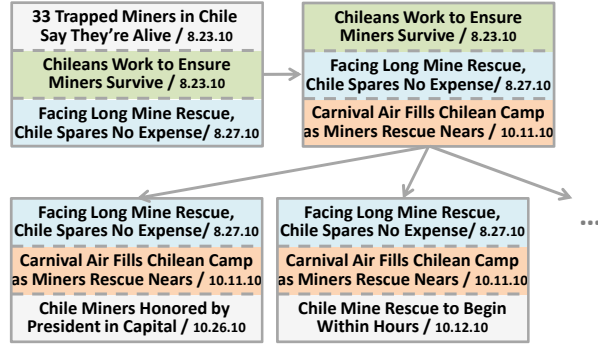 33 Trapped Miners in Chile
Say They're Alive / 8.23.10
Chileans Work to Ensure
Miners Survive / 8.23.10
Facing Long Mine Rescue,
Chile Spares No Expense/ 8.27.10
Chileans Work to Ensure
Miners Survive / 8.23.10
Facing Long Mine Rescue,
Chile Spares No Expense/ 8.27.10
Carnival Air Fills Chilean Camp
as Miners Rescue Nears / 10.11.10
Facing Long Mine Rescue,
Chile Spares No Expense/ 8.27.10
Carnival Air Fills Chilean Camp
as Miners Rescue Nears / 10.11.10
Chile Miners Honored by
President in Capital / 10.26.10
Facing Long Mine Rescue,
Chile Spares No Expense/ 8.27.10
Carnival Air Fills Chilean Camp
as Miners Rescue Nears / 10.11.10
Chile Mine Rescue to Begin
Within Hours / 10.12.10
...